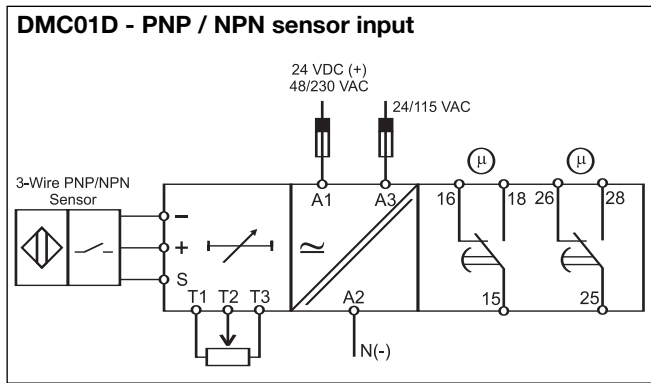 DMC01D - PNP / NPN sensor input
24 VDC (+)
48/230 VAC
24/115 VAC
3-Wire PNP/NPN
Sensor
μ μ
A1 A3
16 18 26 28
−
+
S
≃
T1 T2 T3
A2
15 25
N(-)